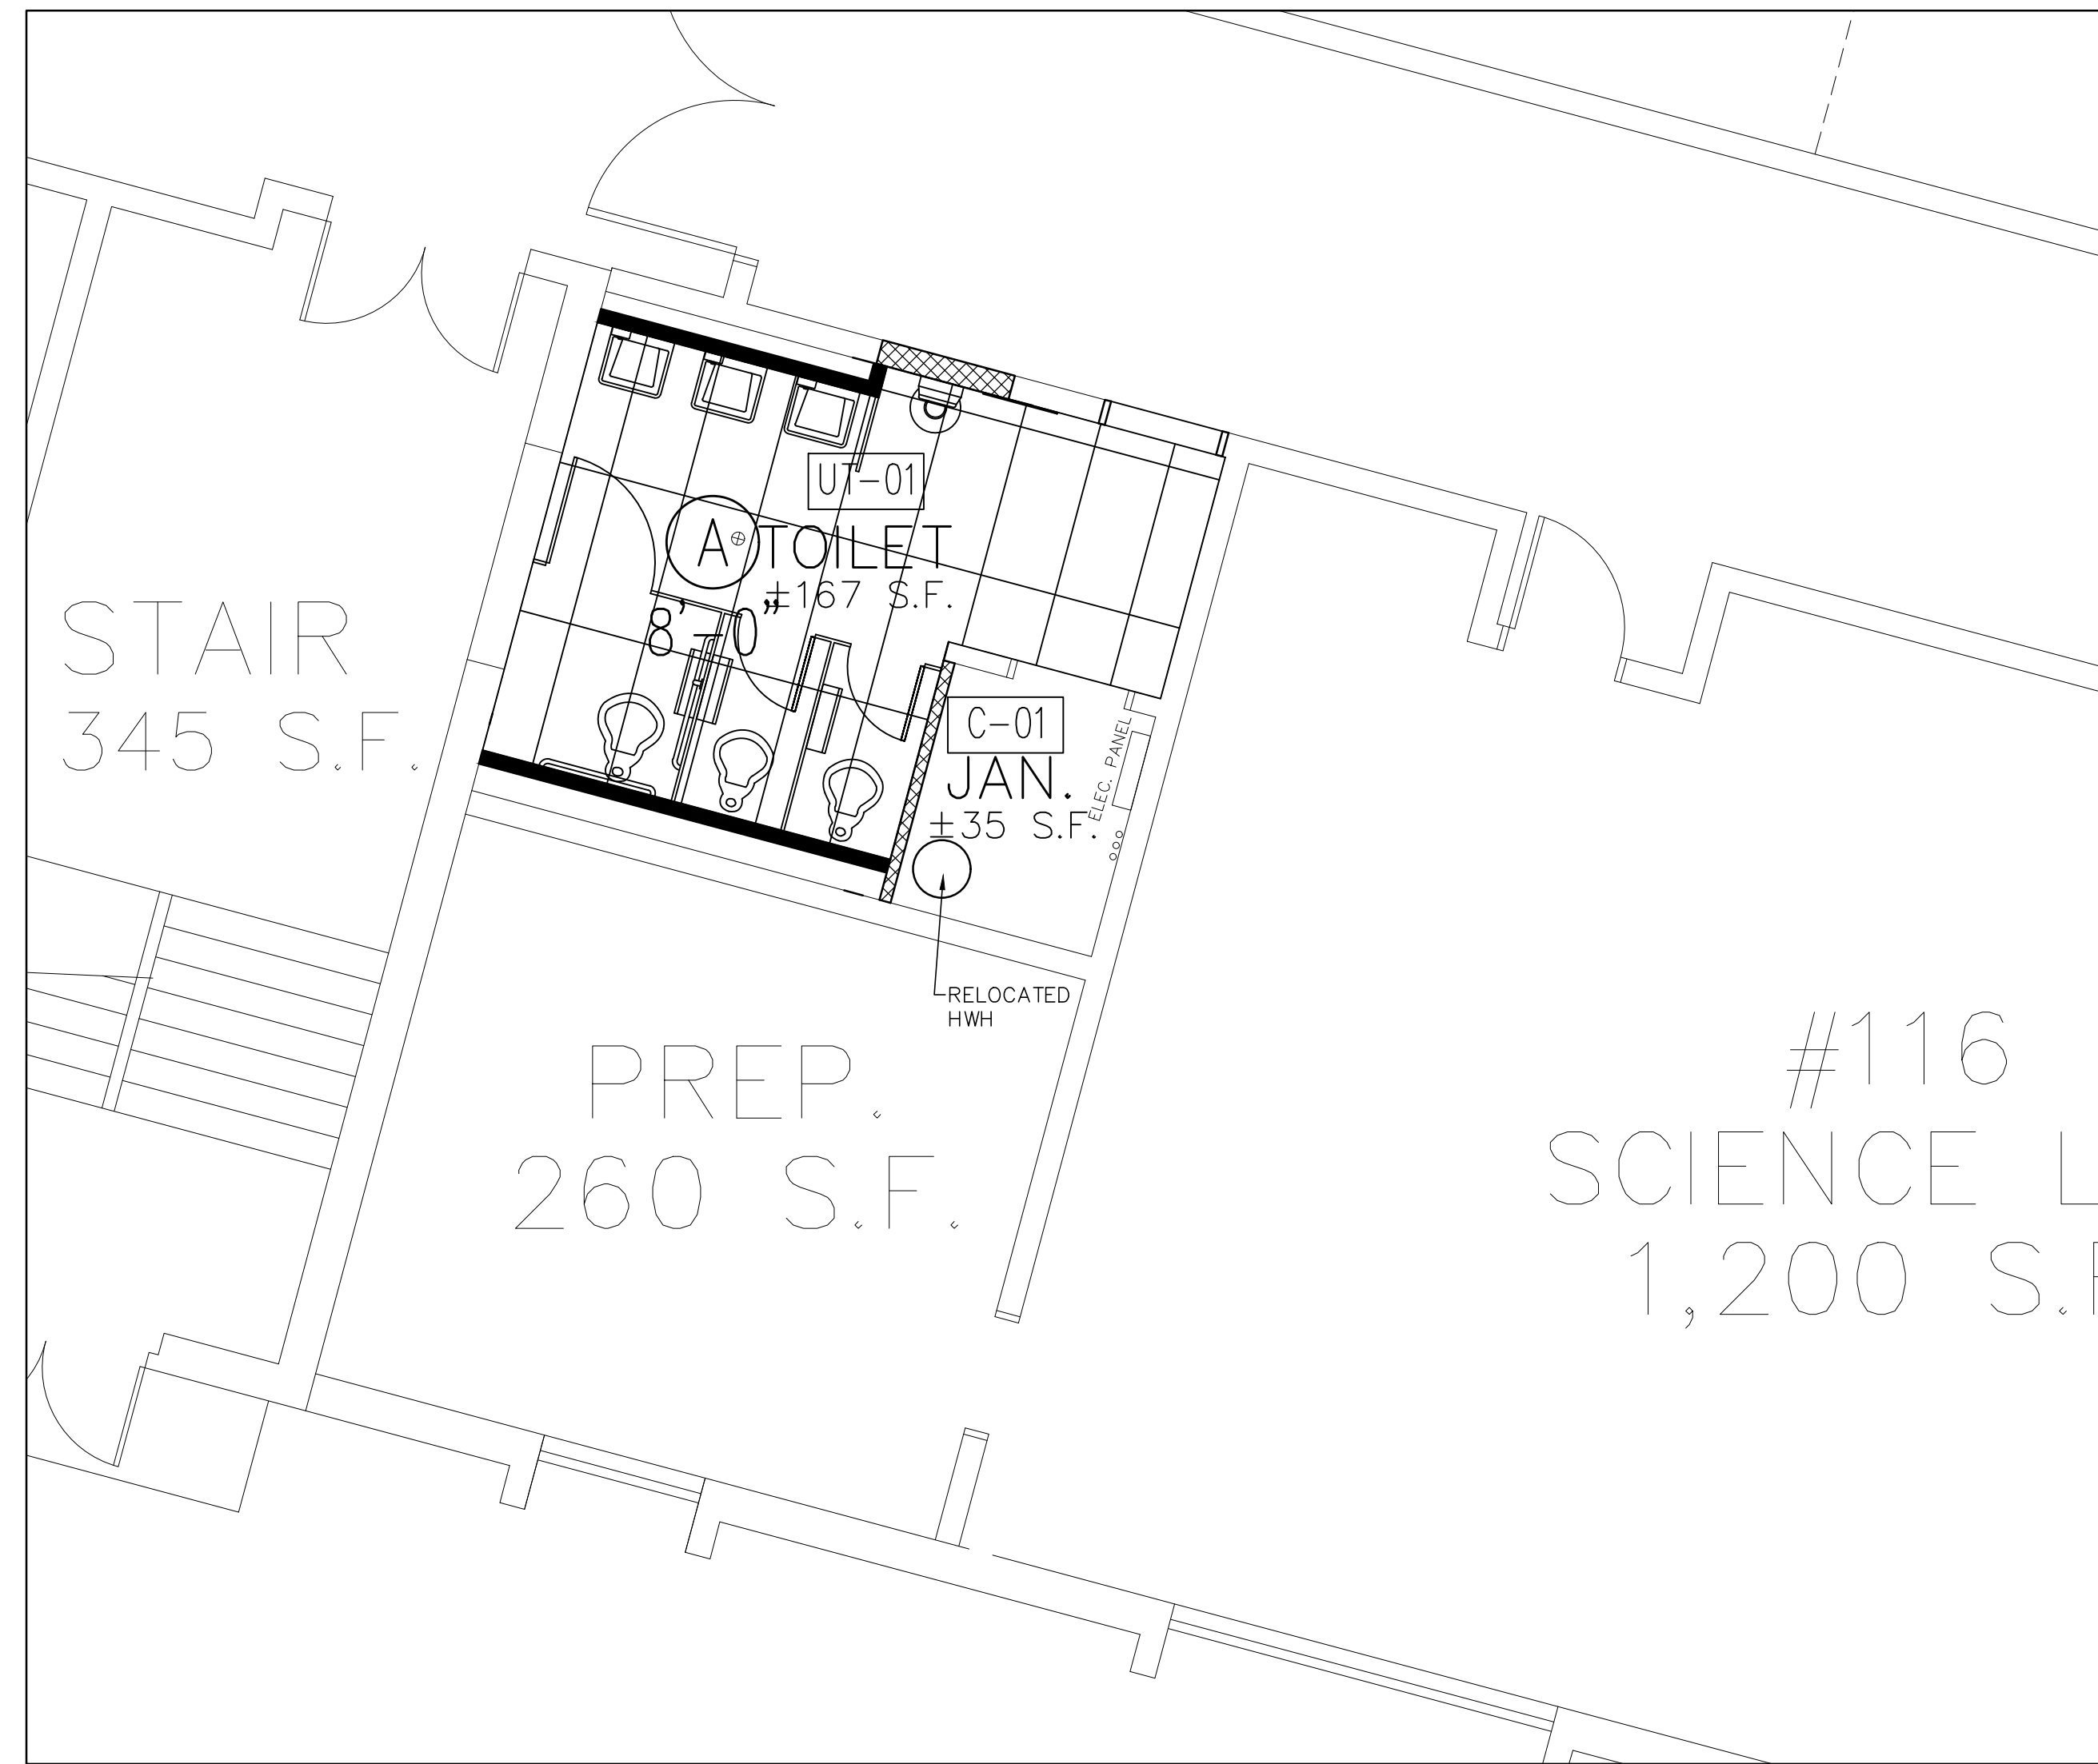 UT-01
A
TOILET
±167 S.F.
8'-0"
STAIR
345 S.F.
C-01
JAN.
±35 S.F.
ELEC. PANEL
RELOCATED
HWH
PREP.
260 S.F.
#116
SCIENCE L
1,200 S.F